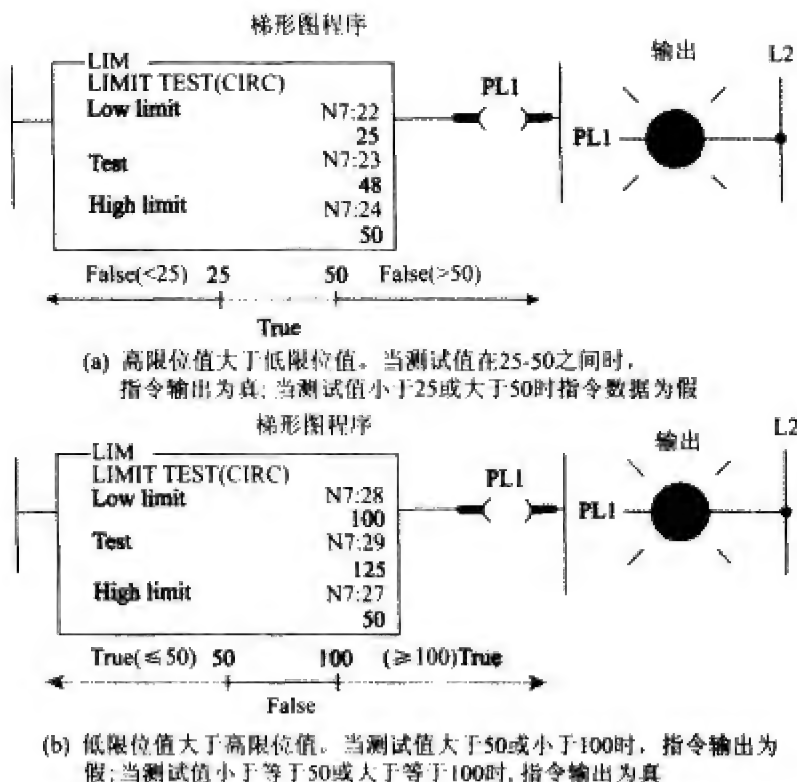 梯形图程序
输出
L2
LIM
LIMIT TEST(CIRC)
Low limit N7:22
25
Test N7:23
48
High limit N7:24
50
PL1
PL1
False(<25) 25 50 False(>50)
True
(a) 高限位值大于低限位值。当测试值在25-50之间时,
指令输出为真; 当测试值小于25或大于50时指令数据为假
梯形图程序
输出
L2
LIM
LIMIT TEST(CIRC)
Low limit N7:28
100
Test N7:29
125
High limit N7:27
50
PL1
PL1
True(≤50) 50 100 (≥100)True
False
(b) 低限位值大于高限位值。当测试值大于50或小于100时, 指令输出为
假; 当测试值小于等于50或大于等于100时, 指令输出为真